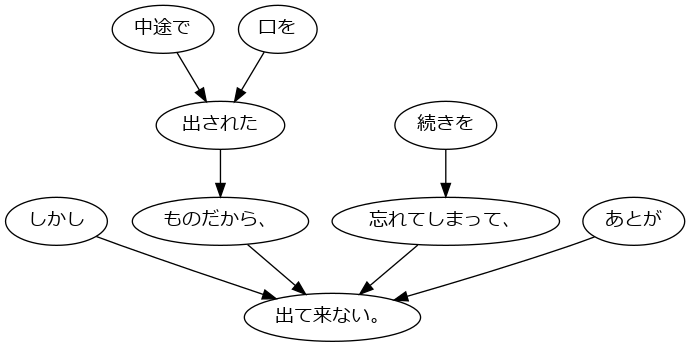 中途で 口を
出された 続きを
しかし ものだから、 忘れてしまって、 あとが
出て来ない。